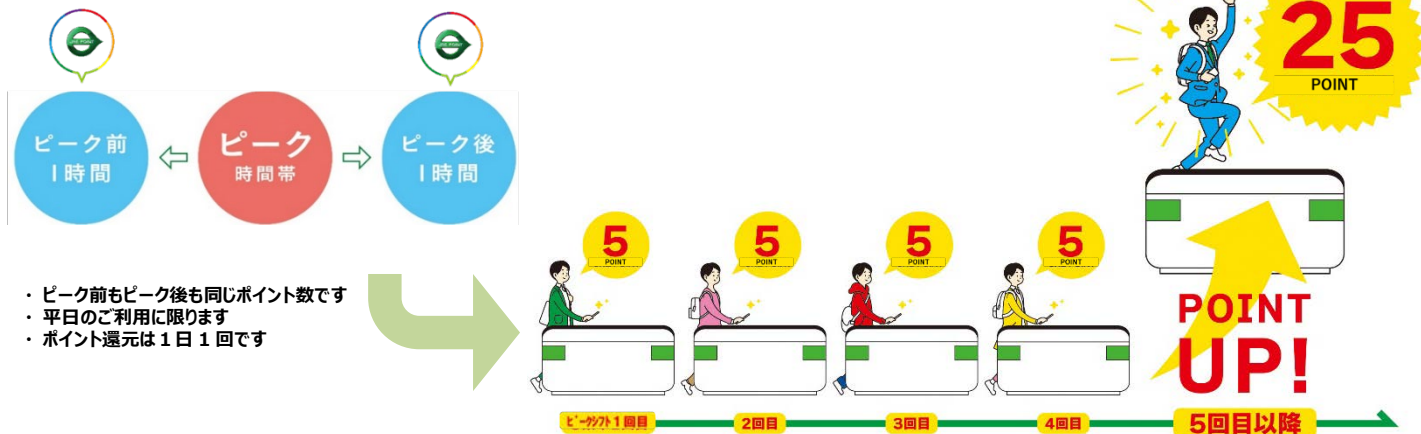 ピーク前
1時間
ピーク
時間帯
ピーク後
1時間
・ ピーク前もピーク後も同じポイント数です
・ 平日のご利用に限ります
・ ポイント還元は1日1回です
5
POINT
5
POINT
5
POINT
5
POINT
25
POINT
POINT
UP!
ピークシフト1回目
2回目
3回目
4回目
5回目以降